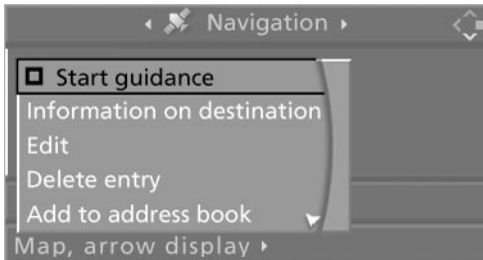 Navigation
Start guidance
Information on destination
Edit
Delete entry
Add to address book
Map, arrow display